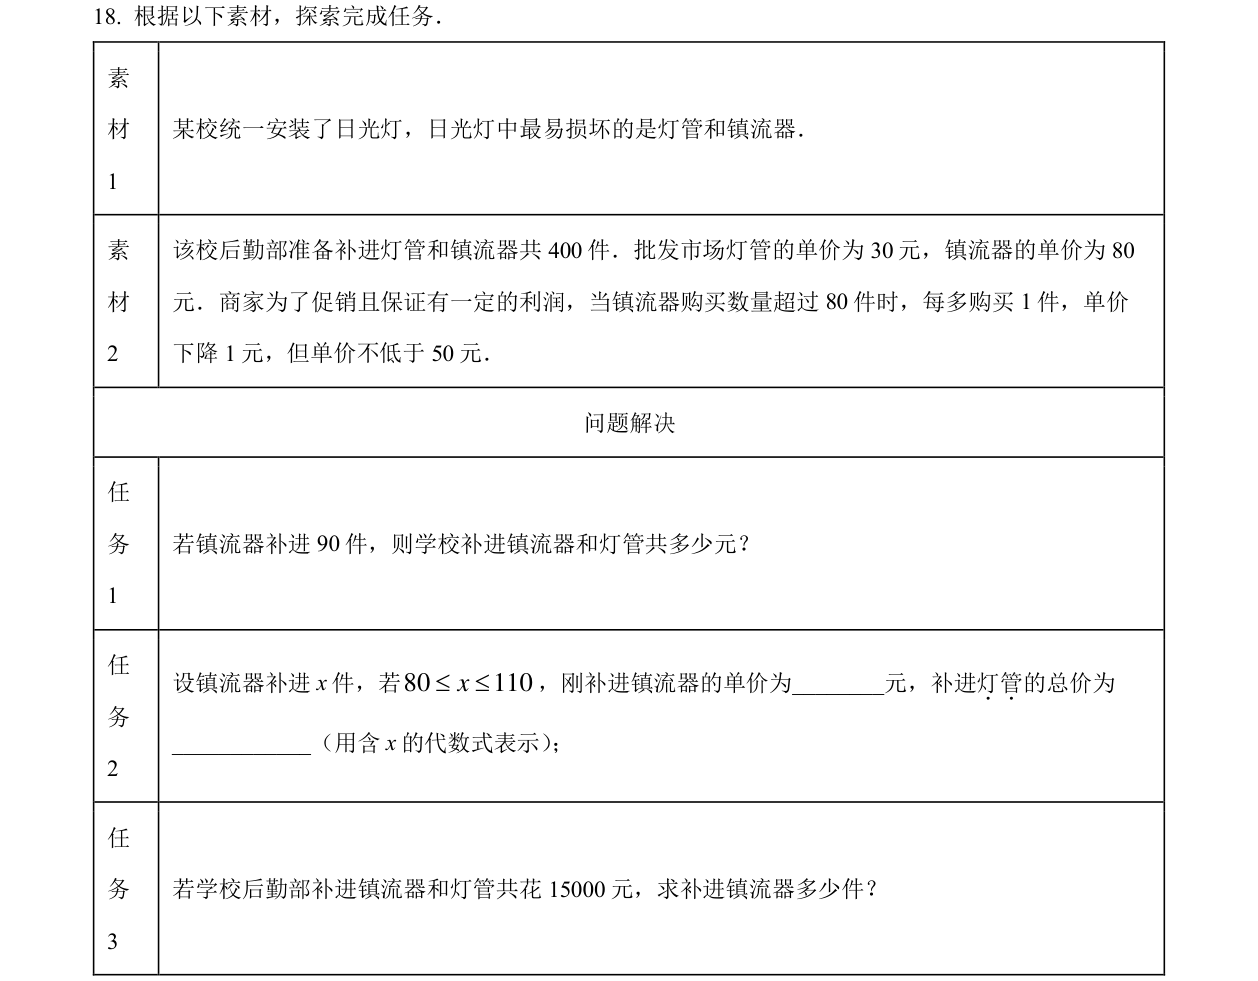 18. 根据以下素材，探索完成任务．
素
材
1
某校统一安装了日光灯，日光灯中最易损坏的是灯管和镇流器．
素
材
2
该校后勤部准备补进灯管和镇流器共 400 件．批发市场灯管的单价为 30 元，镇流器的单价为 80
元．商家为了促销且保证有一定的利润，当镇流器购买数量超过 80 件时，每多购买 1 件，单价
下降 1 元，但单价不低于 50 元．
问题解决
任
务
1
若镇流器补进 90 件，则学校补进镇流器和灯管共多少元？
任
务
2
设镇流器补进 x 件，若 80 ≤ x ≤ 110，刚补进镇流器的单价为________元，补进灯管的总价为
____________（用含 x 的代数式表示）；
任
务
3
若学校后勤部补进镇流器和灯管共花 15000 元，求补进镇流器多少件？